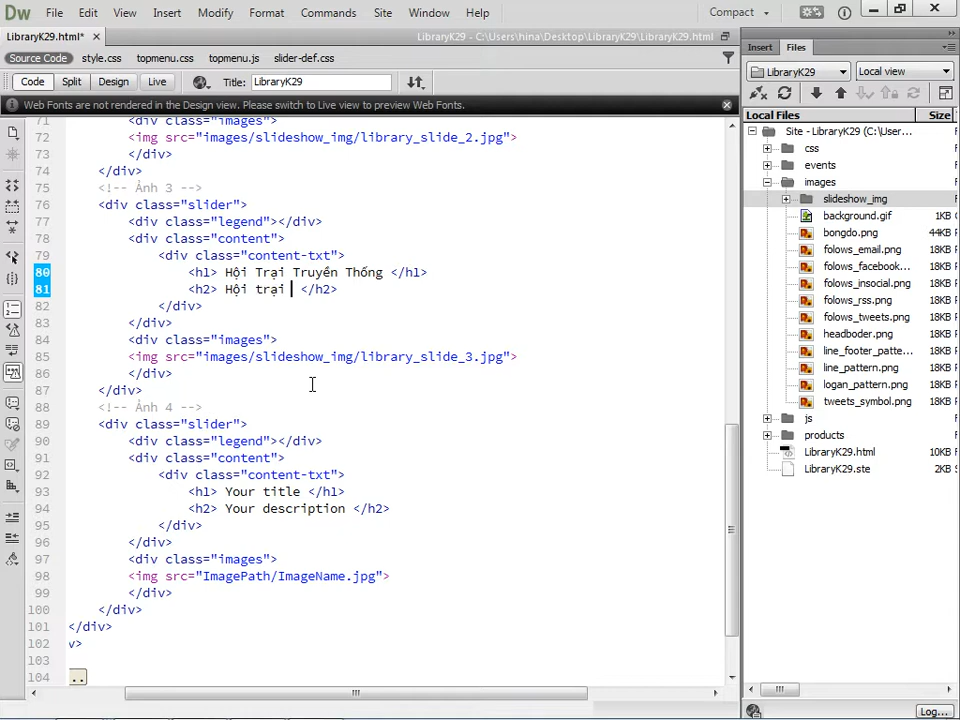 Dw File Edit View Insert Modify Format Commands Site Window Help Compact
LibraryK29.html* LibraryK29 - C:\Users\hina\Desktop\LibraryK29\LibraryK29.html
Source Code style.css topmenu.css topmenu.js slider-def.css
Code Split Design Live Title: LibraryK29
Web Fonts are not rendered in the Design view. Please switch to Live view to preview Web Fonts.
71 <div class="images">
72 <img src="images/slideshow_img/library_slide_2.jpg">
73 </div>
74 </div>
75 <!-- Ảnh 3 -->
76 <div class="slider">
77 <div class="legend"></div>
78 <div class="content">
79 <div class="content-txt">
80 <h1> Hội Trại Truyền Thống </h1>
81 <h2> Hội trại </h2>
82 </div>
83 </div>
84 <div class="images">
85 <img src="images/slideshow_img/library_slide_3.jpg">
86 </div>
87 </div>
88 <!-- Ảnh 4 -->
89 <div class="slider">
90 <div class="legend"></div>
91 <div class="content">
92 <div class="content-txt">
93 <h1> Your title </h1>
94 <h2> Your description </h2>
95 </div>
96 </div>
97 <div class="images">
98 <img src="ImagePath/ImageName.jpg">
99 </div>
100 </div>
101 </div>
102 v>
103
104 ..
Insert Files
LibraryK29 Local view
Local Files Size
Site - LibraryK29 (C:\User...
css
events
images
slideshow_img
background.gif 1KB
bongdo.png 44KB
folows_email.png 18KB
folows_facebook... 18KB
folows_insocial.png 18KB
folows_rss.png 18KB
folows_tweets.png 18KB
headboder.png 18KB
line_footer_patte... 18KB
line_pattern.png 18KB
logan_pattern.png 18KB
tweets_symbol.png 18KB
js
products
LibraryK29.html 10KB
LibraryK29.ste 2KB
Log...